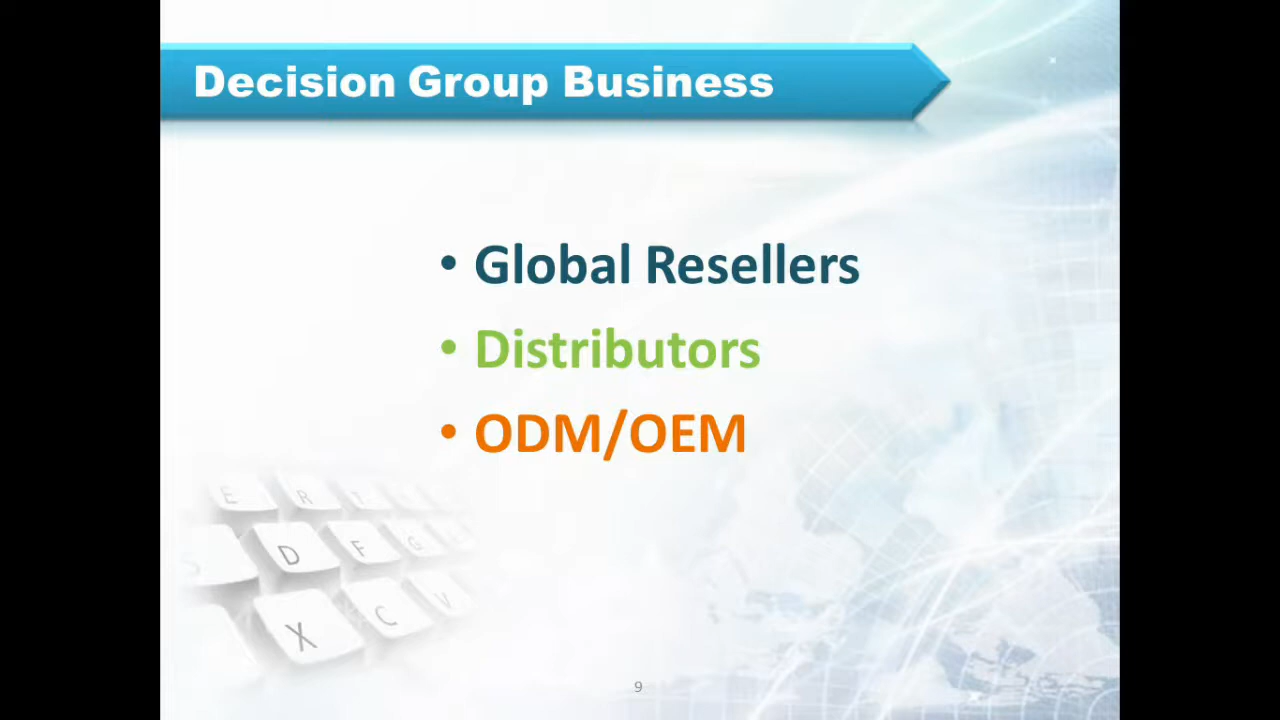 Decision Group Business
• Global Resellers
• Distributors
• ODM/OEM
E R T
S D F G
X C V
9